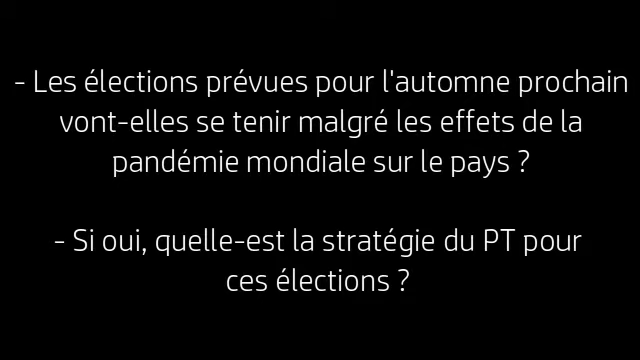 - Les élections prévues pour l'automne prochain
vont-elles se tenir malgré les effets de la
pandémie mondiale sur le pays ?
- Si oui, quelle-est la stratégie du PT pour
ces élections ?